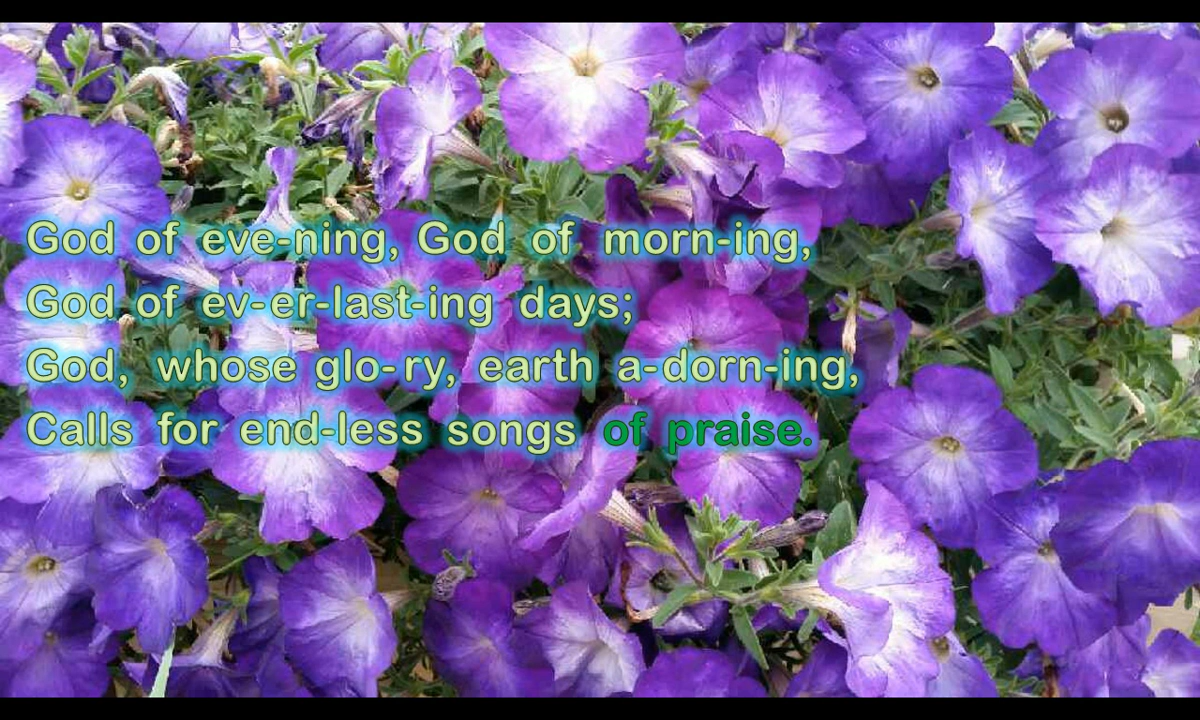 God of eve-ning, God of morn-ing,
God of ev-er-last-ing days;
God, whose glo-ry, earth a-dorn-ing,
Calls for end-less songs of praise.